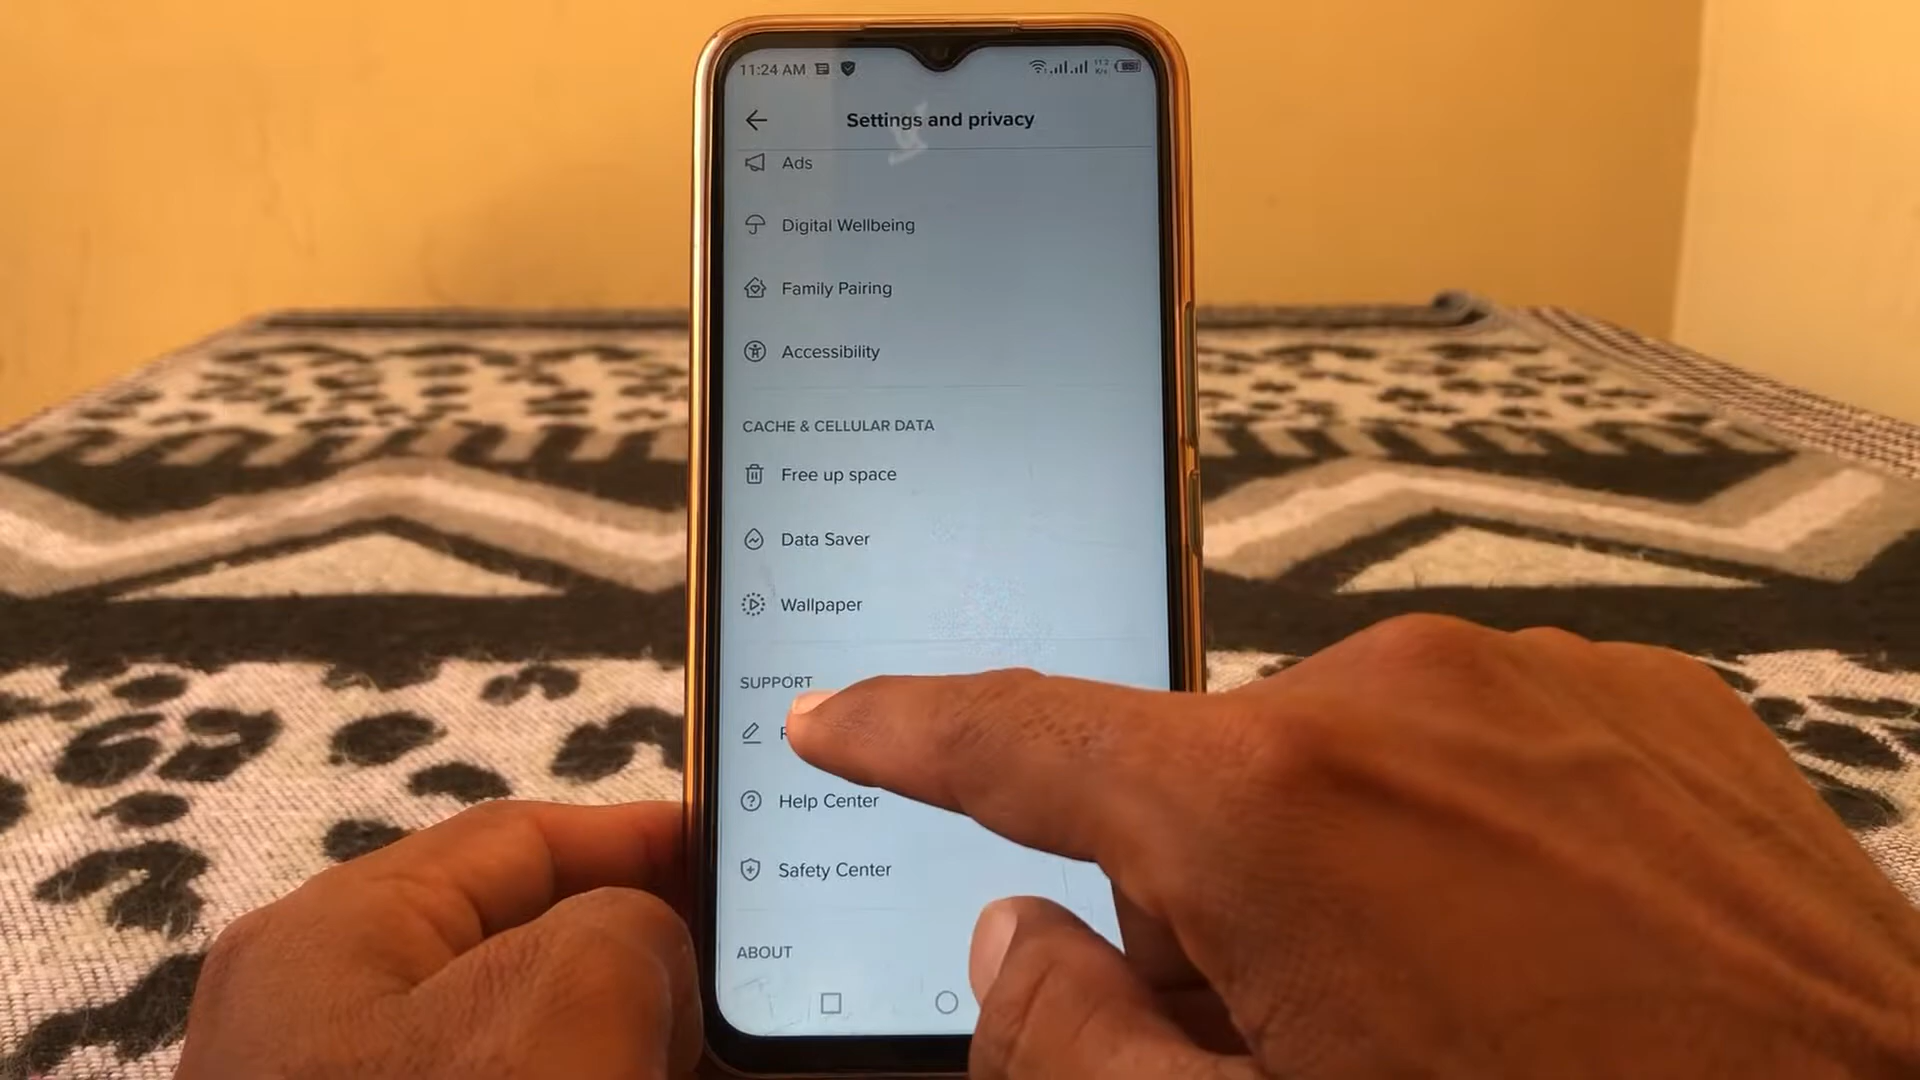 11:24 AM
Settings and privacy
Ads
Digital Wellbeing
Family Pairing
Accessibility
CACHE & CELLULAR DATA
Free up space
Data Saver
Wallpaper
SUPPORT
Help Center
Safety Center
ABOUT